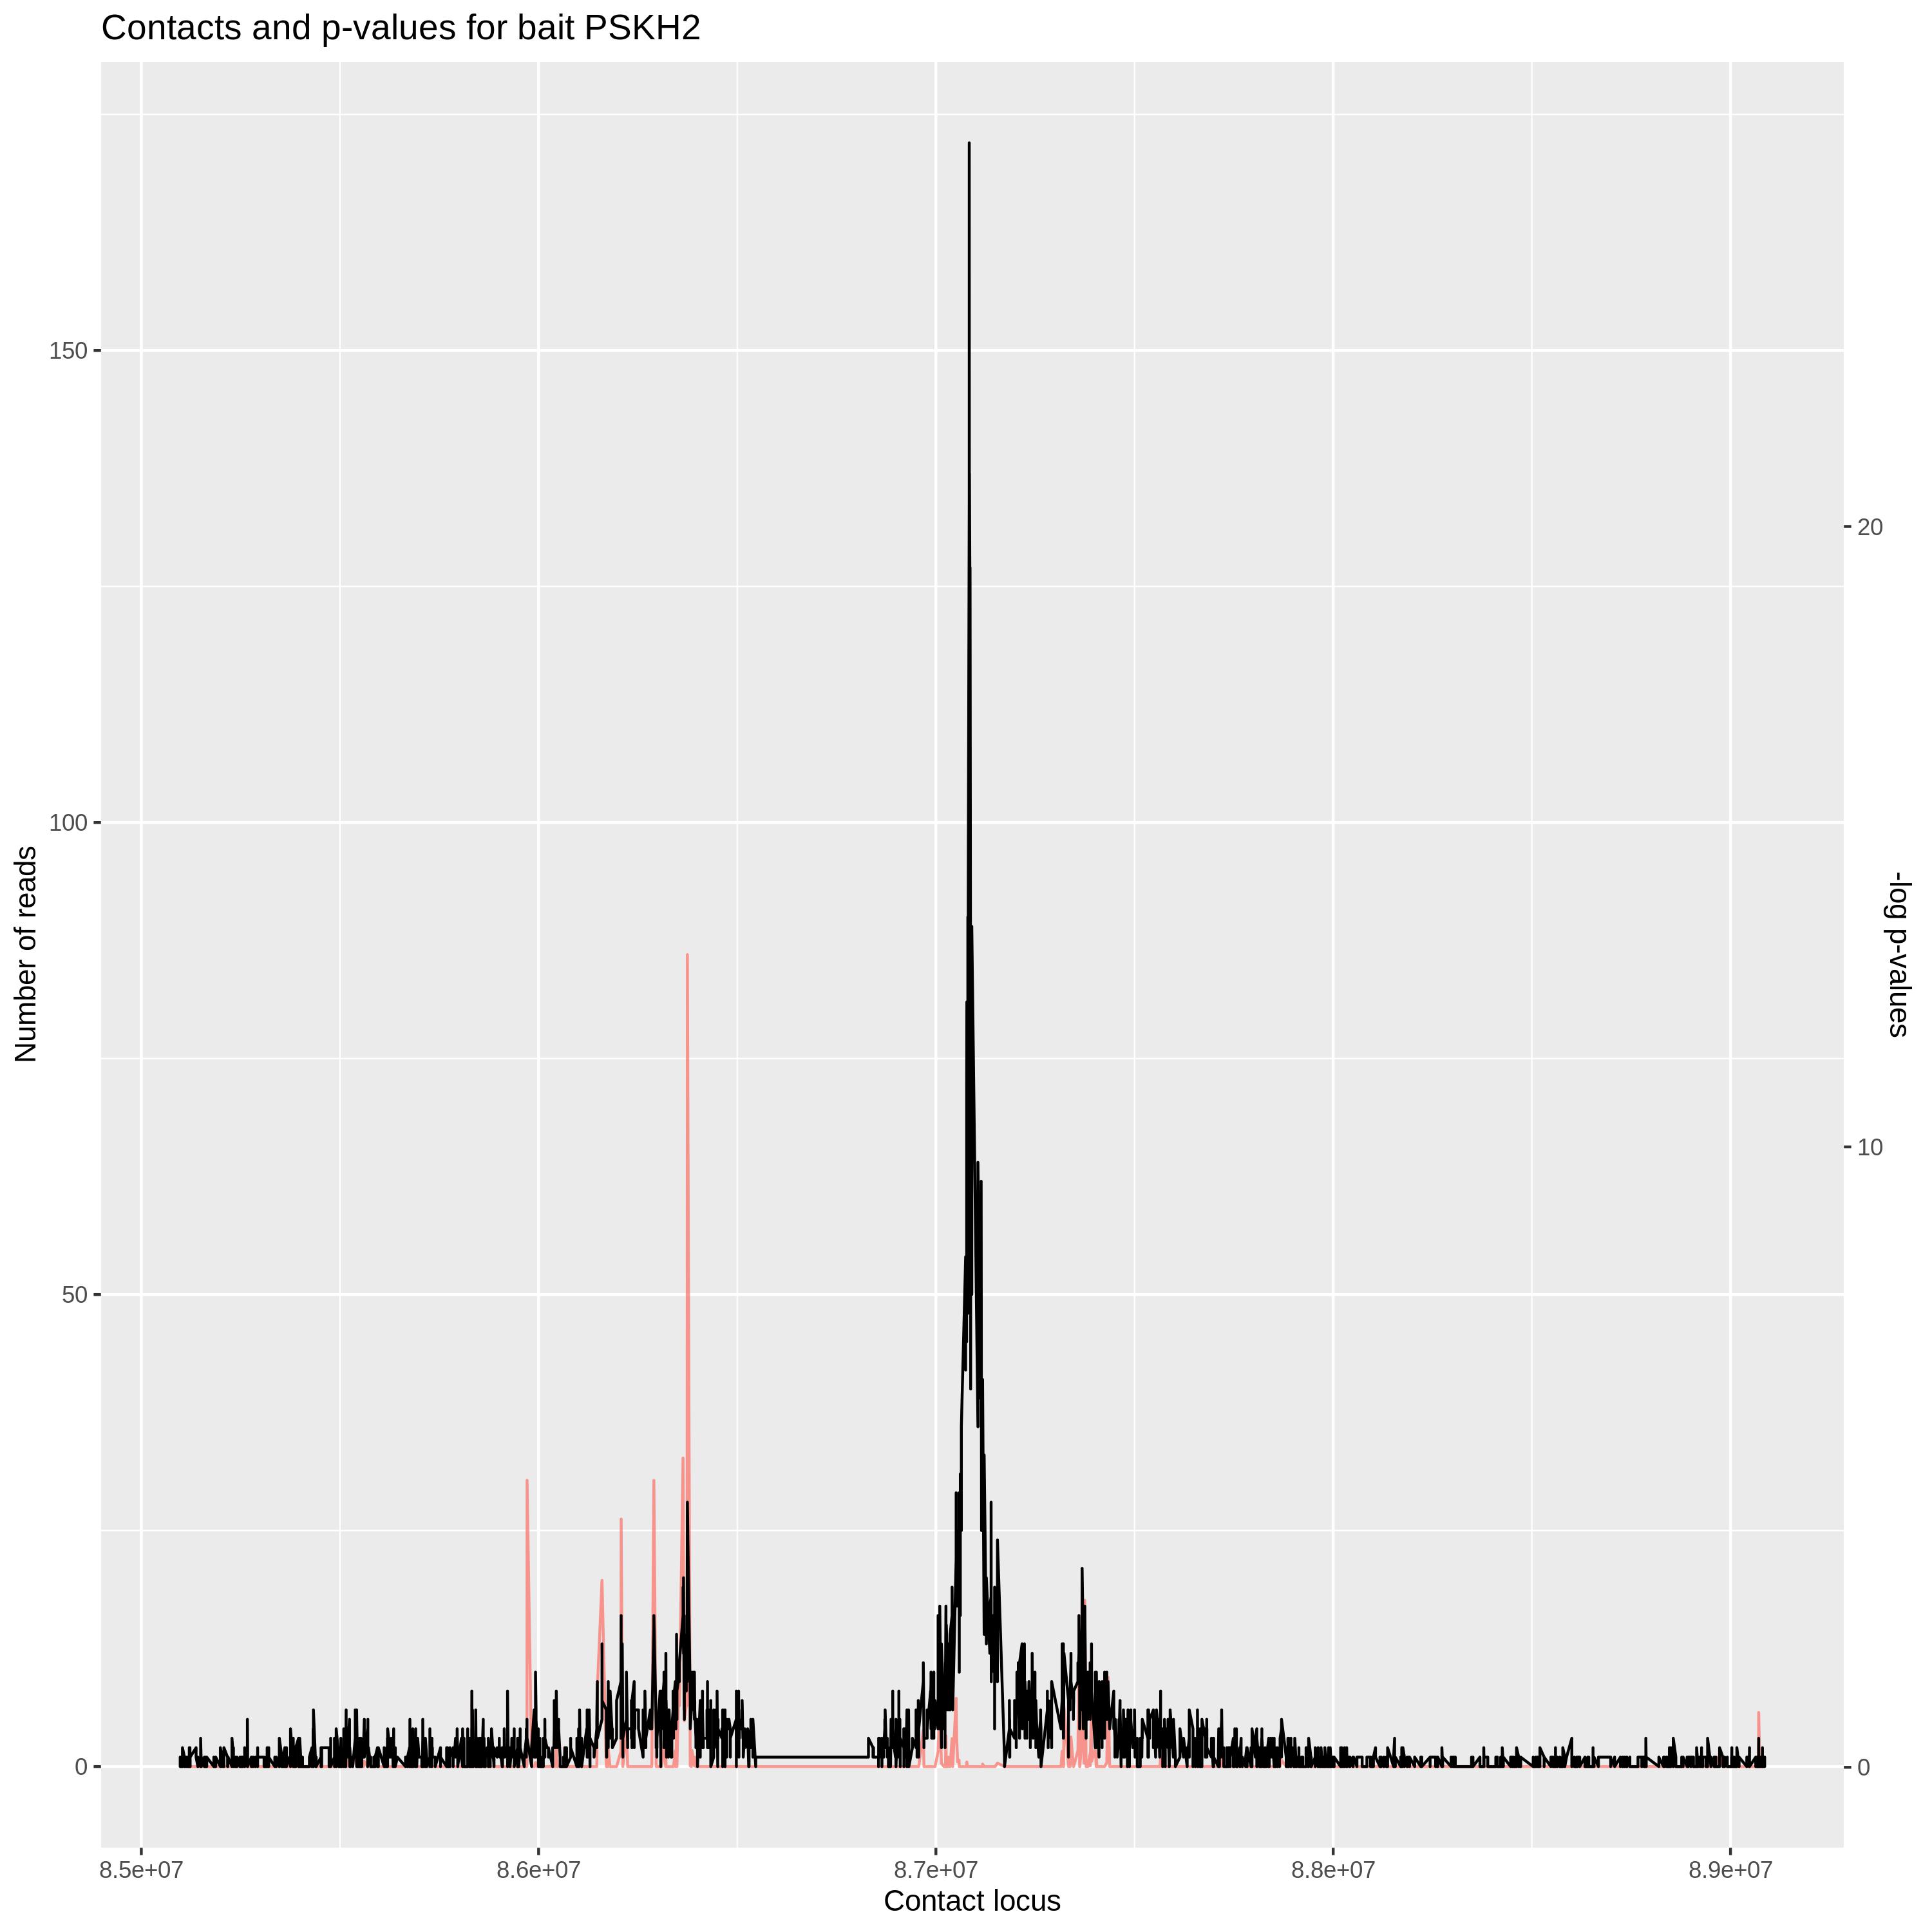 Contacts and p-values for bait PSKH2
150
100
50
0
Number of reads
20
10
0
-log p-values
8.5e+07
8.6e+07
8.7e+07
8.8e+07
8.9e+07
Contact locus